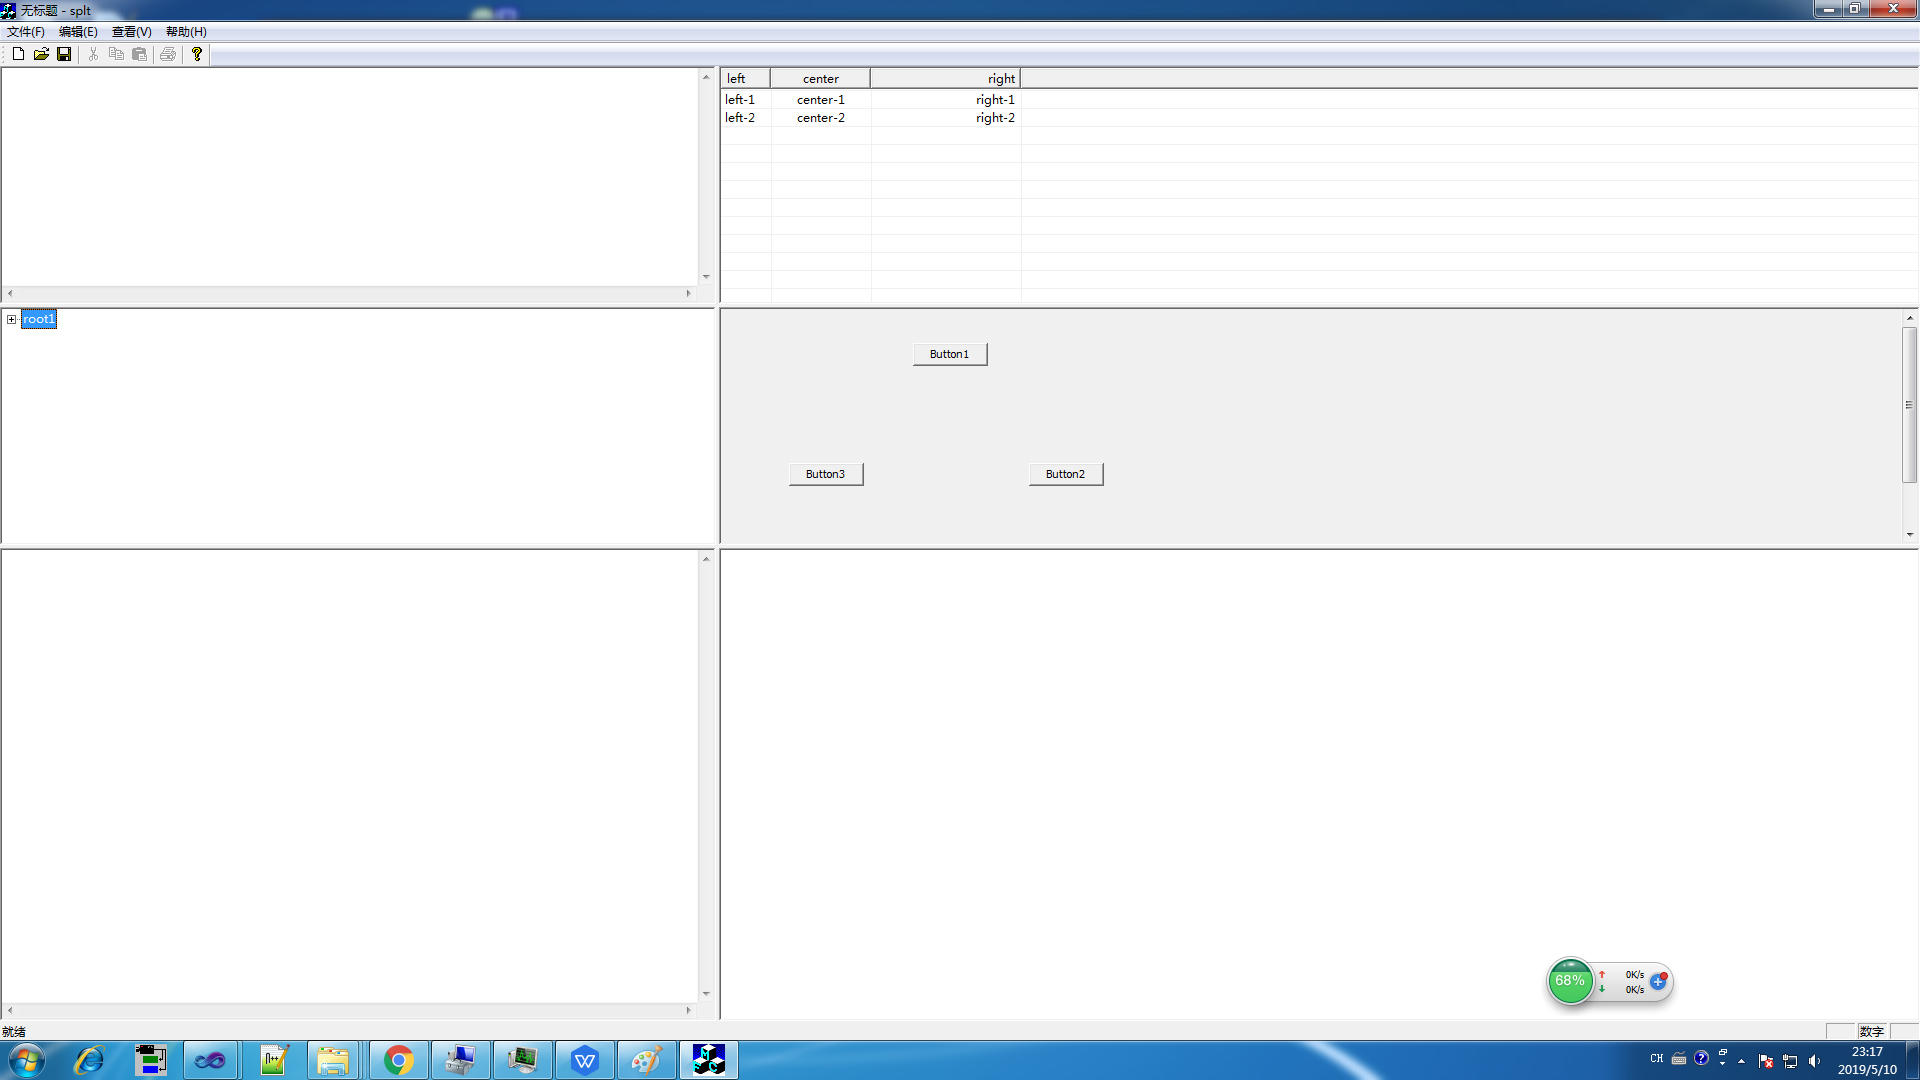 无标题 - splt
文件(F) 编辑(E) 查看(V) 帮助(H)
left center right
left-1 center-1 right-1
left-2 center-2 right-2
root1
Button1
Button3 Button2
68% 0K/s
0K/s
就绪 数字
CH 23:17
2019/5/10